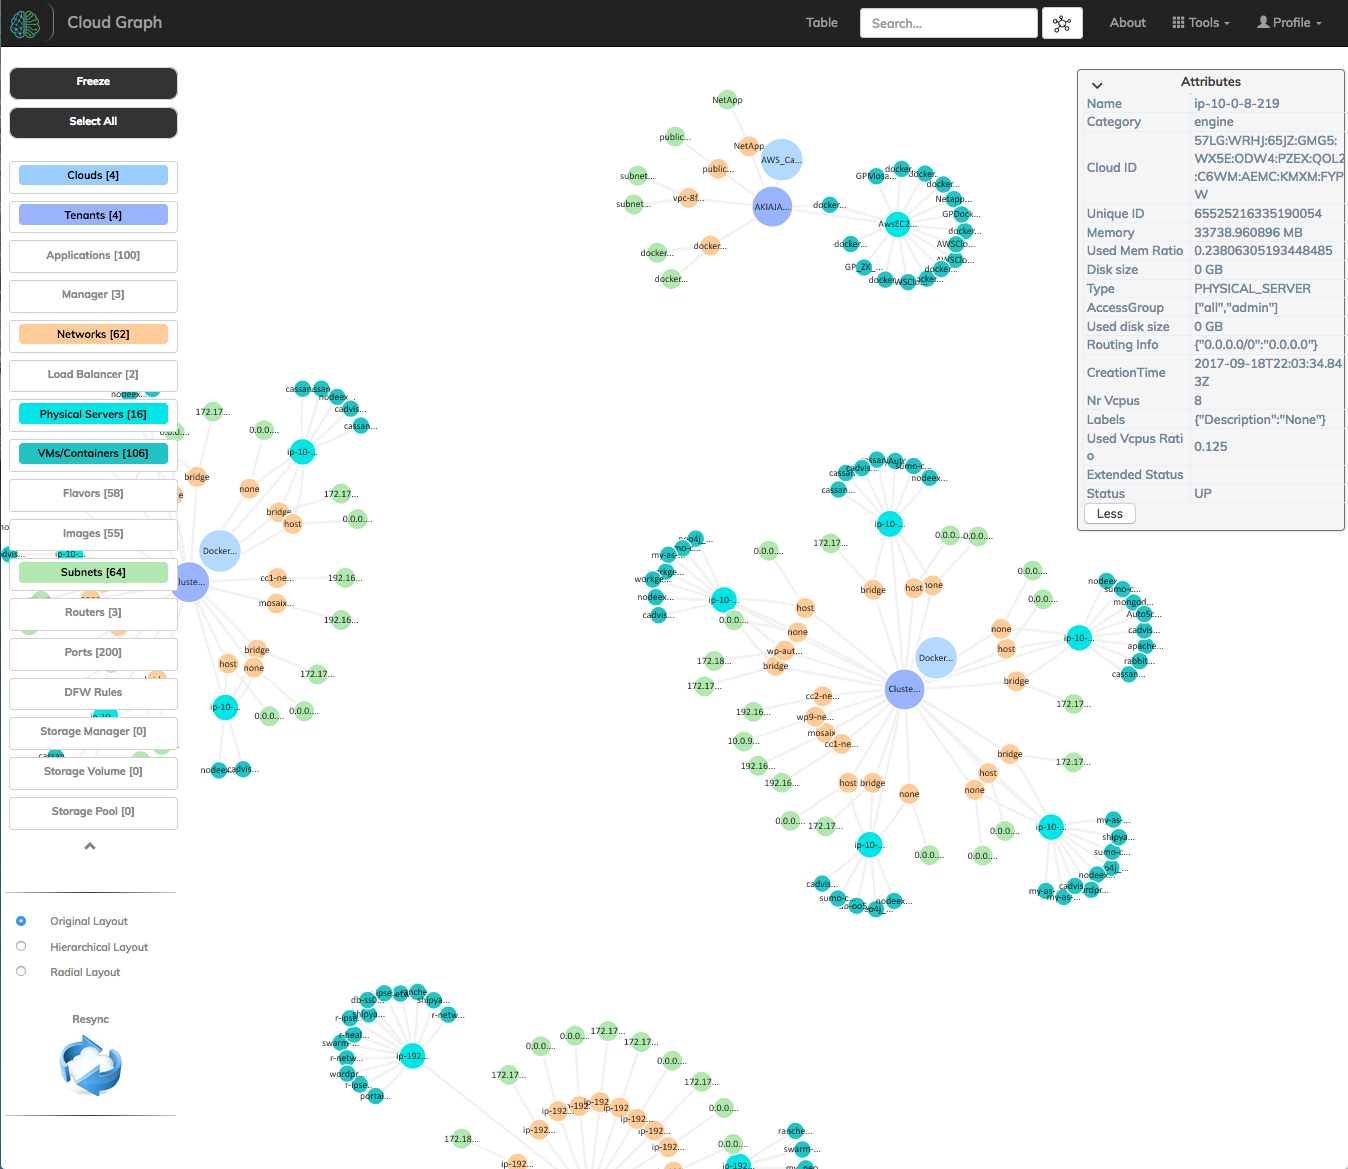 Cloud Graph
Table
Search...
About
Tools
Profile
Freeze
Select All
Clouds [4]
Tenants [4]
Applications [100]
Manager [3]
Networks [62]
Load Balancer [2]
Physical Servers [16]
VMs/Containers [106]
Flavors [58]
Images [55]
Subnets [64]
Routers [3]
Ports [200]
DFW Rules
Storage Manager [0]
Storage Volume [0]
Storage Pool [0]
Original Layout
Hierarchical Layout
Radial Layout
Resync
Attributes
Name ip-10-0-8-219
Category engine
Cloud ID 57LG:WRHJ:65JZ:GMG5:
WX5E:ODW4:PZEX:QOLZ
:C6WM:AEMC:KMXM:FYP
W
Unique ID 65525216335190054
Memory 33738.960896 MB
Used Mem Ratio 0.23806305193448485
Disk size 0 GB
Type PHYSICAL_SERVER
AccessGroup ["all","admin"]
Used disk size 0 GB
Routing Info {"0.0.0.0/0":"0.0.0.0"}
CreationTime 2017-09-18T22:03:34.84
3Z
Nr Vcpus 8
Labels {"Description":"None"}
Used Vcpus Rati
o 0.125
Extended Status
Status UP
Less
NetApp
public...
NetApp
AWS_Ca...
public...
subnet...
vpc-8f...
subnet...
AKIAJA...
docker...
docker...
docker...
docker...
docker...
GPMosa...
docker...
docker...
Netapp...
GPDock...
docker...
AwsEC2...
AWSClo...
AWSClo...
docker...
docker...
GP_ZK_...
docker...
172.17...
0.0.0....
nodeex...
cadvis...
cassan...
ip-10-...
bridge
none
bridge
host
172.17...
0.0.0....
Docker...
cc1-ne...
192.16...
mosaix...
192.16...
bridge
host
none
172.17...
ip-10-...
0.0.0....
0.0.0....
nodeex...
cadvis...
cadvis...
sumo-c...
nodeex...
cassan...
ip-10-...
172.17...
0.0.0....
0.0.0....
0.0.0....
bridge
host
none
my-as-...
workge...
nodeex...
cadvis...
ip-10-...
0.0.0....
host
none
wp-aut...
bridge
172.18...
172.17...
Docker...
Cluste...
0.0.0....
0.0.0....
nodeex...
sumo-c...
mongod...
AutoSc...
cadvis...
apache...
rabbit...
cassan...
ip-10-...
none
host
bridge
172.17...
cc2-ne...
wp9-ne...
mosaix
cc1-ne...
192.16...
10.0.9...
192.16...
192.16...
host
bridge
none
0.0.0....
172.17...
ip-10-...
0.0.0....
cadvis...
sumo-c...
nodeex...
bridge
host
none
172.17...
0.0.0....
0.0.0....
ip-10-...
my-as-...
shipya...
sumo-c...
nodeex...
cadvis...
my-as-...
my-as-...
db-ss0...
ranche...
shipya...
r-netw...
shipya...
r-ipse...
r-heal...
swarm-...
r-netw...
wordpr...
r-ipse...
portai...
ip-192...
0.0.0....
0.0.0....
172.17...
172.17...
0.0.0....
172.17...
172.17...
0.0.0....
0.0.0....
ip-192...
ip-192...
ip-192...
ip-192...
ip-192...
172.18...
ip-192...
ip-192...
ranche...
swarm-...